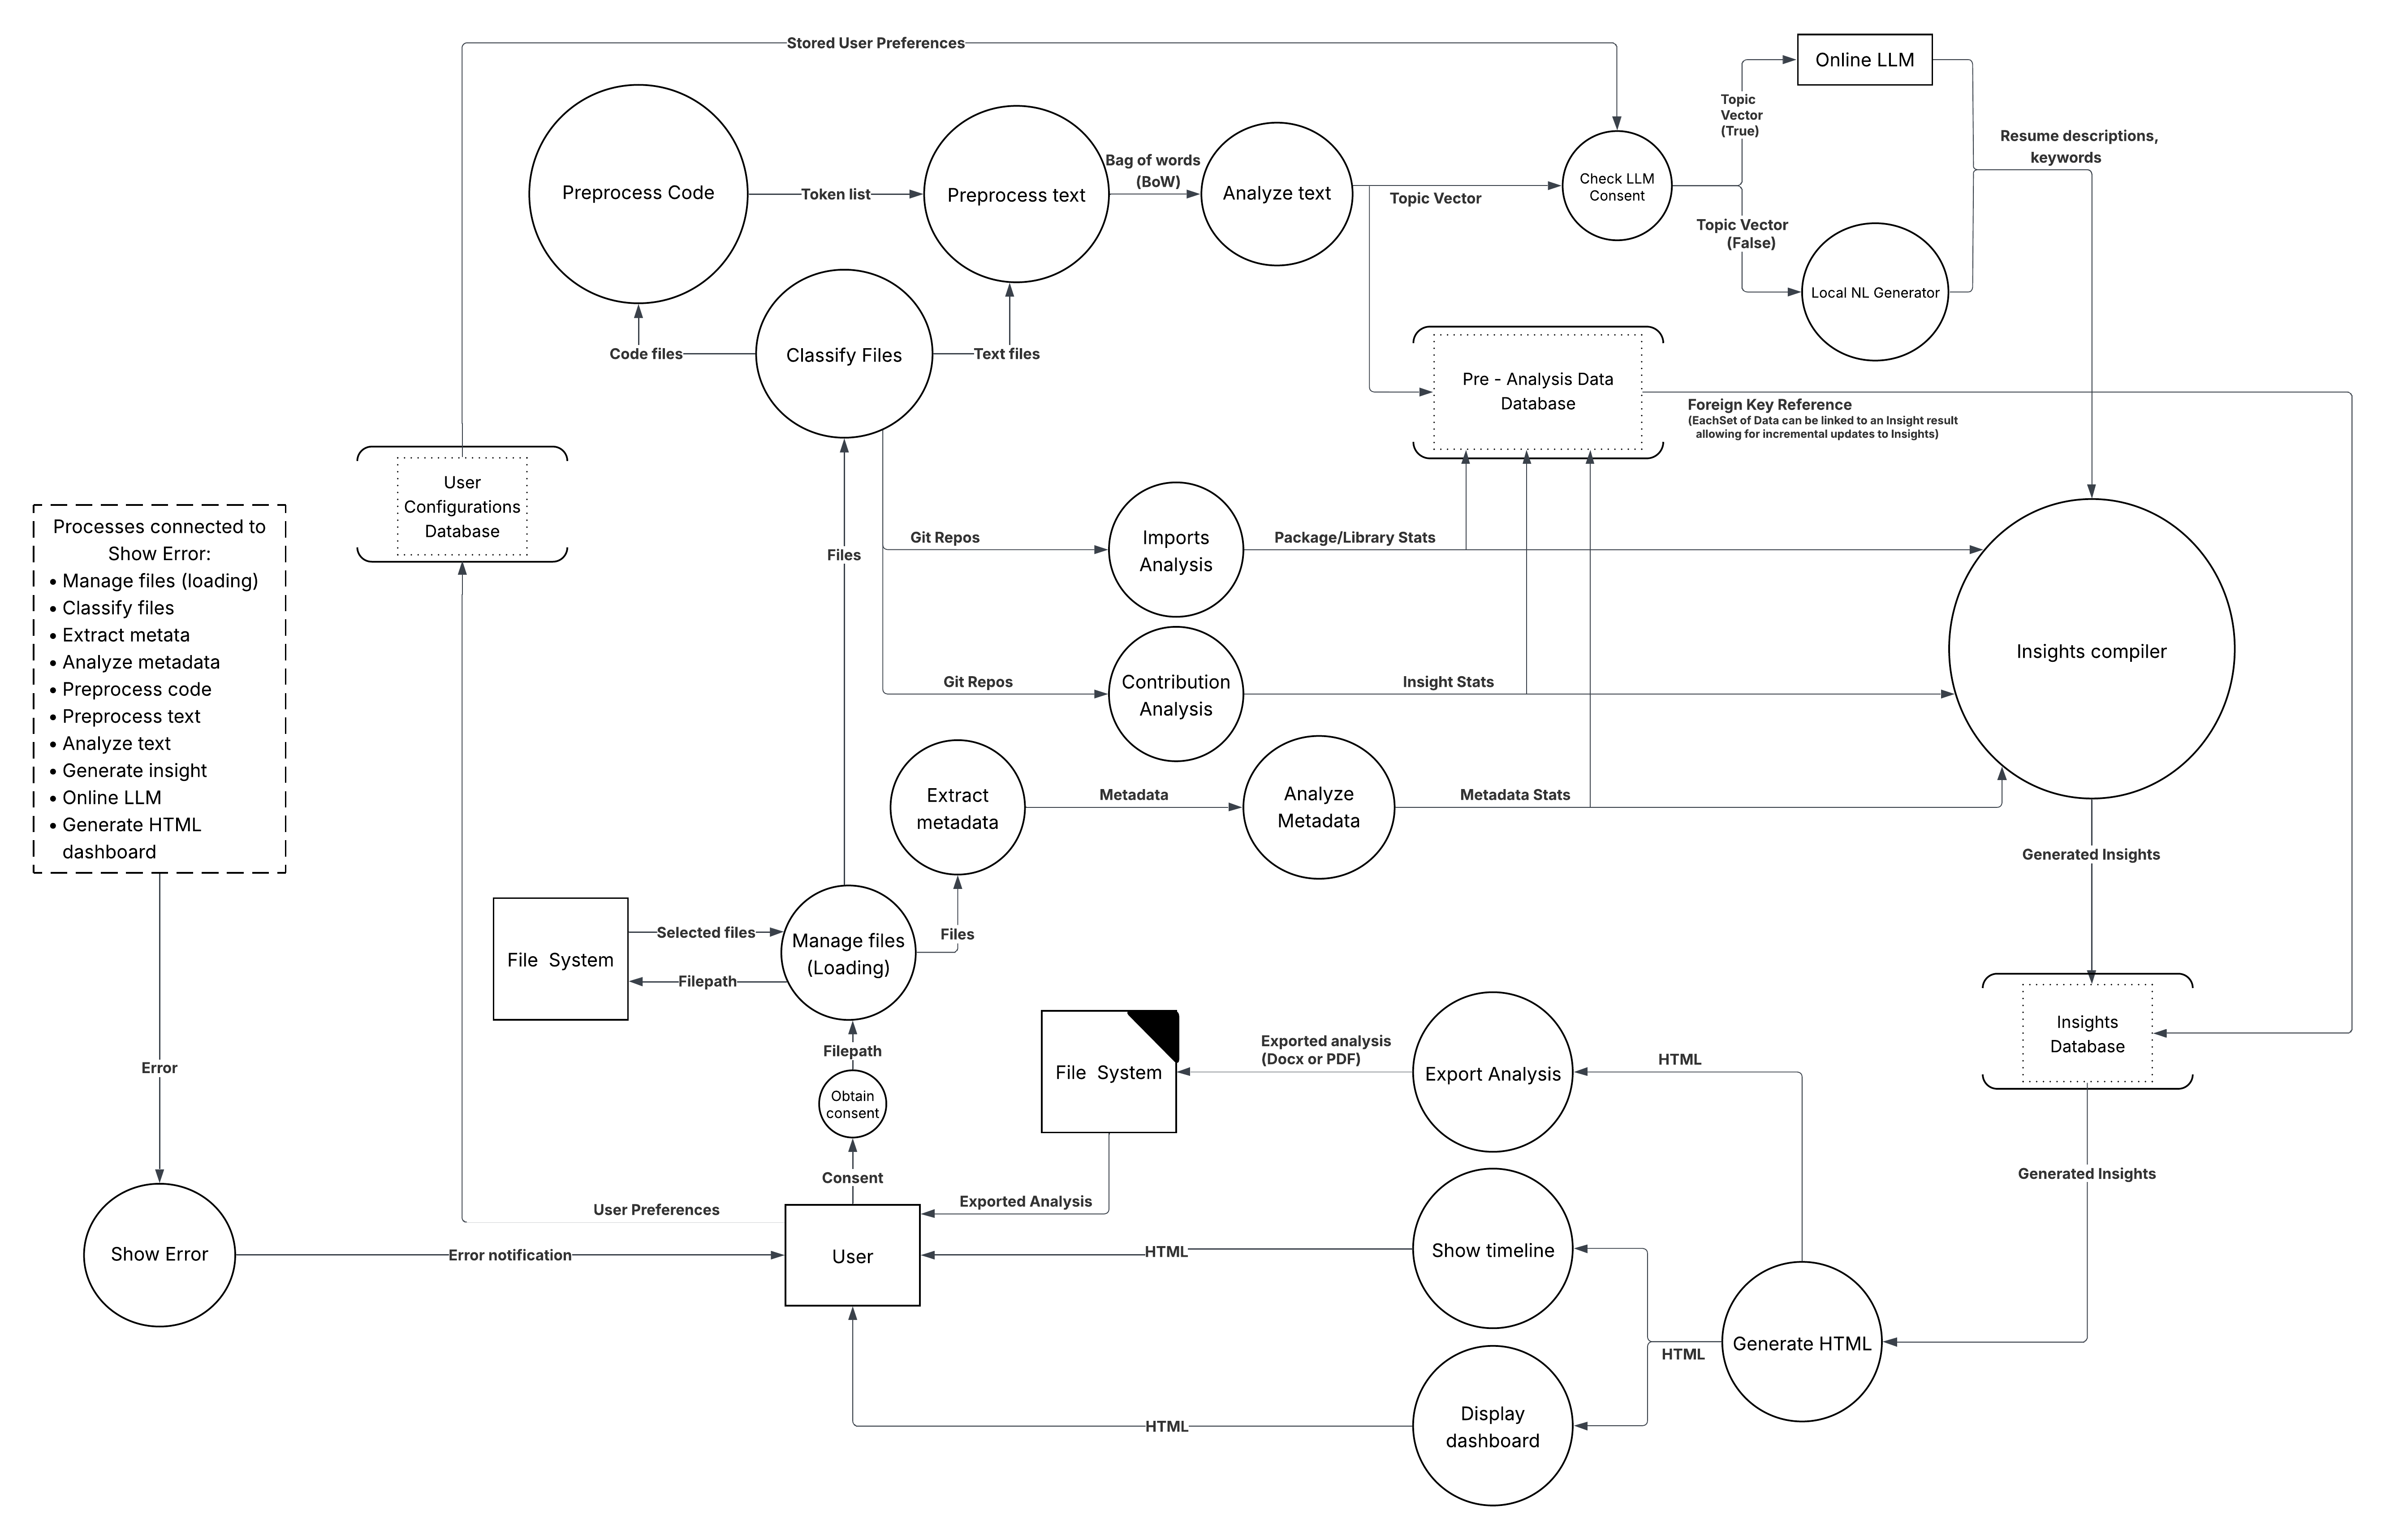 Stored User Preferences
Online LLM
Topic
Vector
(True)
Resume descriptions,
keywords
Preprocess Code
Token list
Preprocess text
Bag of words
(BoW)
Analyze text
Topic Vector
Check LLM
Consent
Topic Vector
(False)
Local NL Generator
Code files
Classify Files
Text files
Pre - Analysis Data
Database
Foreign Key Reference
(EachSet of Data can be linked to an Insight result
allowing for incremental updates to Insights)
User
Configurations
Database
Processes connected to
Show Error:
• Manage files (loading)
• Classify files
• Extract metata
• Analyze metadata
• Preprocess code
• Preprocess text
• Analyze text
• Generate insight
• Online LLM
• Generate HTML
dashboard
Files
Git Repos
Imports
Analysis
Package/Library Stats
Git Repos
Contribution
Analysis
Insight Stats
Insights compiler
Extract
metadata
Metadata
Analyze
Metadata
Metadata Stats
Generated Insights
File System
Selected files
Filepath
Manage files
(Loading)
Files
Filepath
Obtain
consent
Consent
File System
Exported analysis
(Docx or PDF)
Export Analysis
HTML
Insights
Database
Error
Generated Insights
User Preferences
Exported Analysis
Show Error
Error notification
User
HTML
Show timeline
HTML
Generate HTML
HTML
Display
dashboard